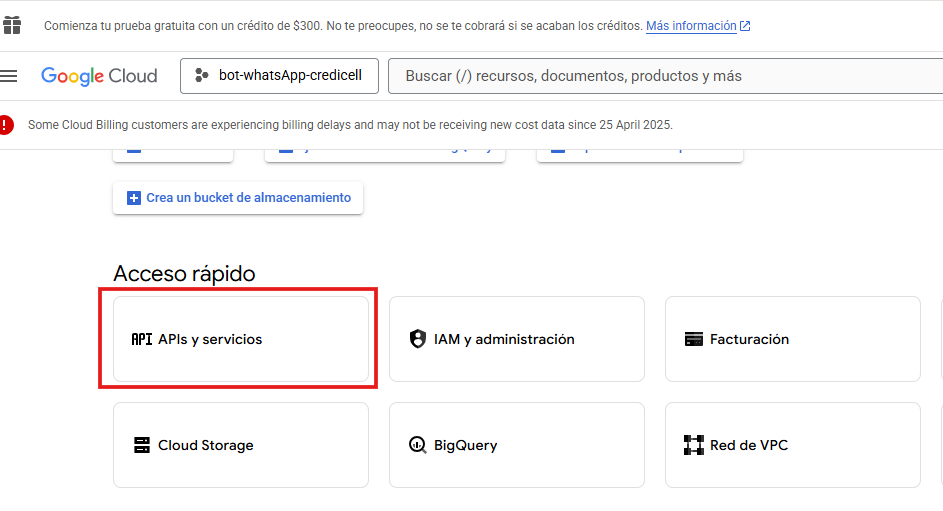 Comienza tu prueba gratuita con un crédito de $300. No te preocupes, no se te cobrará si se acaban los créditos. Más información
Google Cloud
bot-whatsApp-credicell
Buscar (/) recursos, documentos, productos y más
Some Cloud Billing customers are experiencing billing delays and may not be receiving new cost data since 25 April 2025.
Crea un bucket de almacenamiento
Acceso rápido
API APIs y servicios
IAM y administración
Facturación
Cloud Storage
BigQuery
Red de VPC